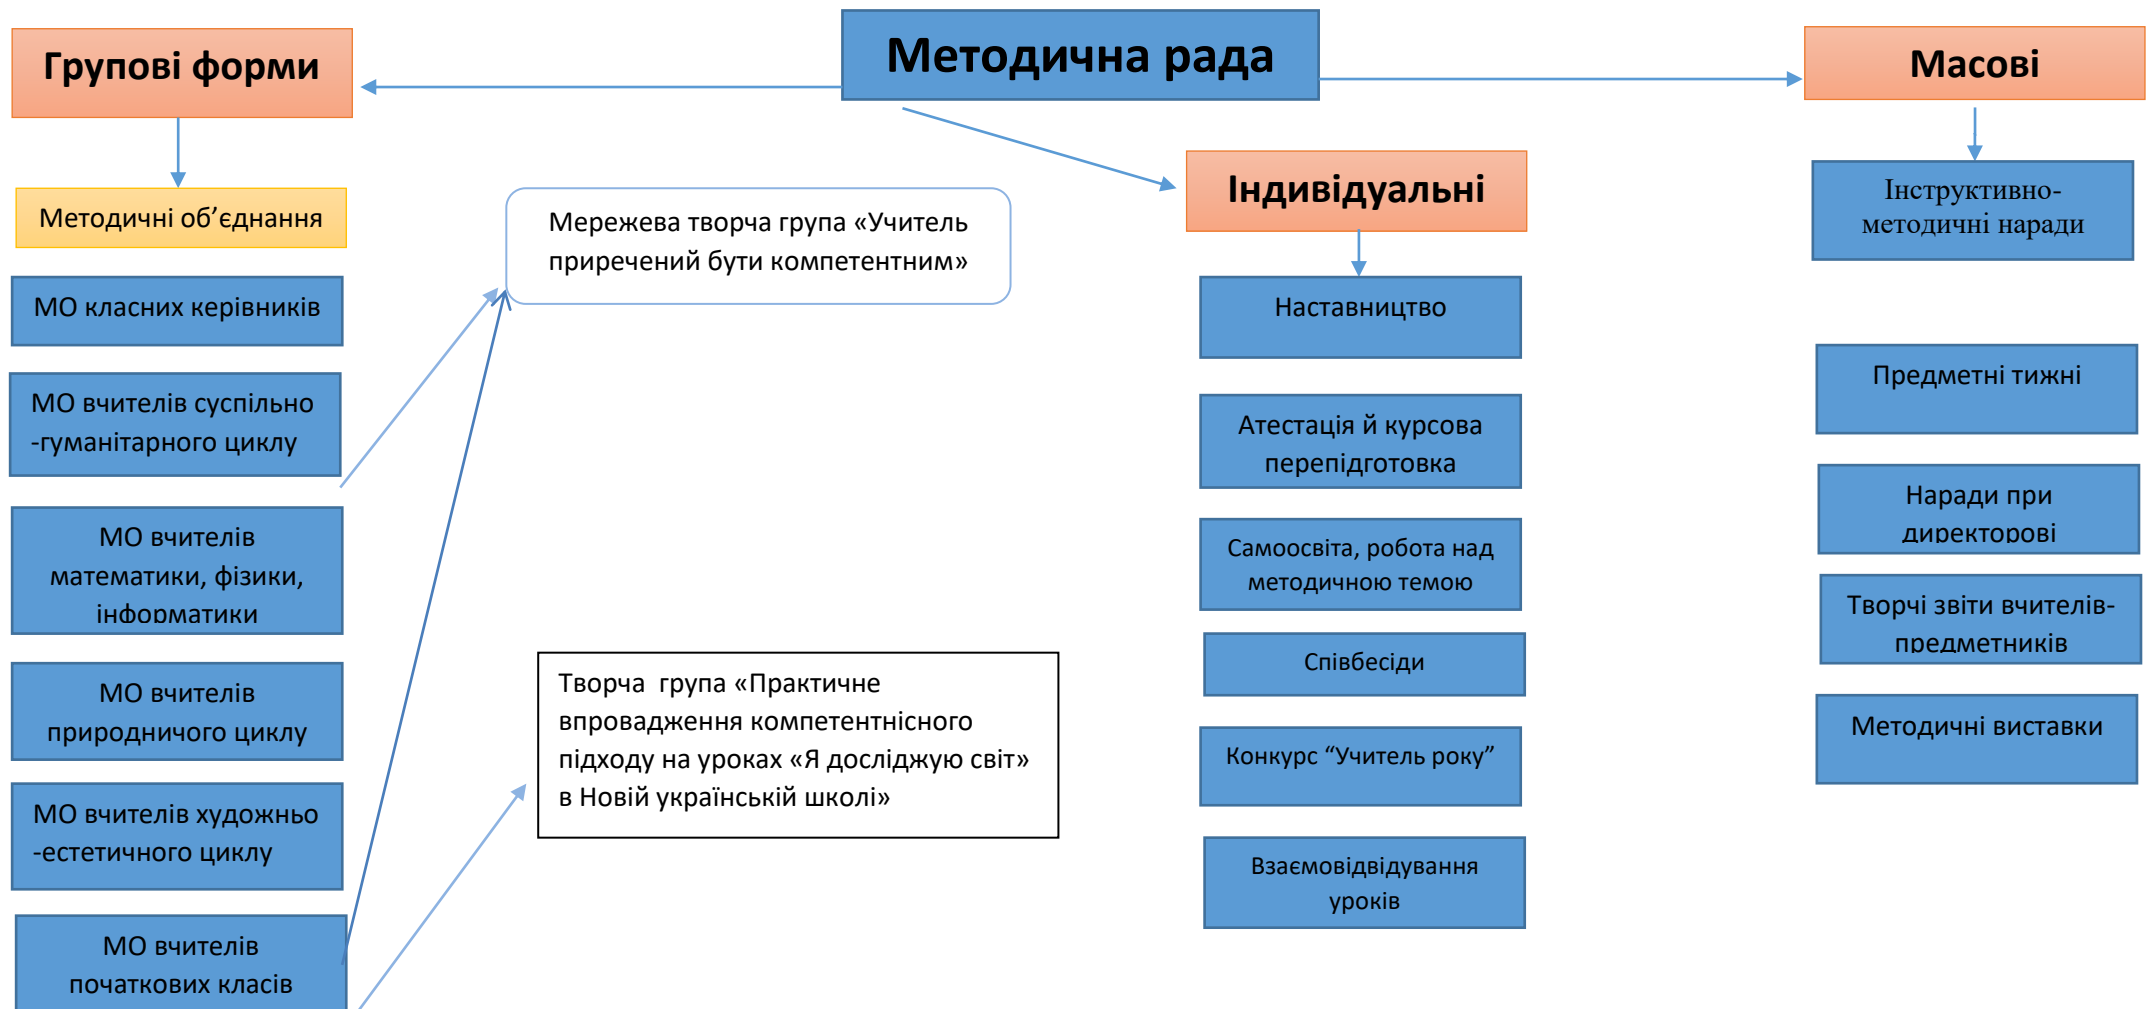 Методична рада
Групові форми
Методичні об’єднання
МО класних керівників
МО вчителів суспільно
-гуманітарного циклу
МО вчителів
математики, фізики,
інформатики
МО вчителів
природничого циклу
МО вчителів художньо
-естетичного циклу
МО вчителів
початкових класів
Мережева творча група «Учитель
приречений бути компетентним»
Творча група «Практичне
впровадження компетентнісного
підходу на уроках «Я досліджую світ»
в Новій українській школі»
Індивідуальні
Наставництво
Атестація й курсова
перепідготовка
Самоосвіта, робота над
методичною темою
Співбесіди
Конкурс “Учитель року”
Взаємовідвідування
уроків
Масові
Інструктивно-
методичні наради
Предметні тижні
Наради при
директорові
Творчі звіти вчителів-
предметників
Методичні виставки